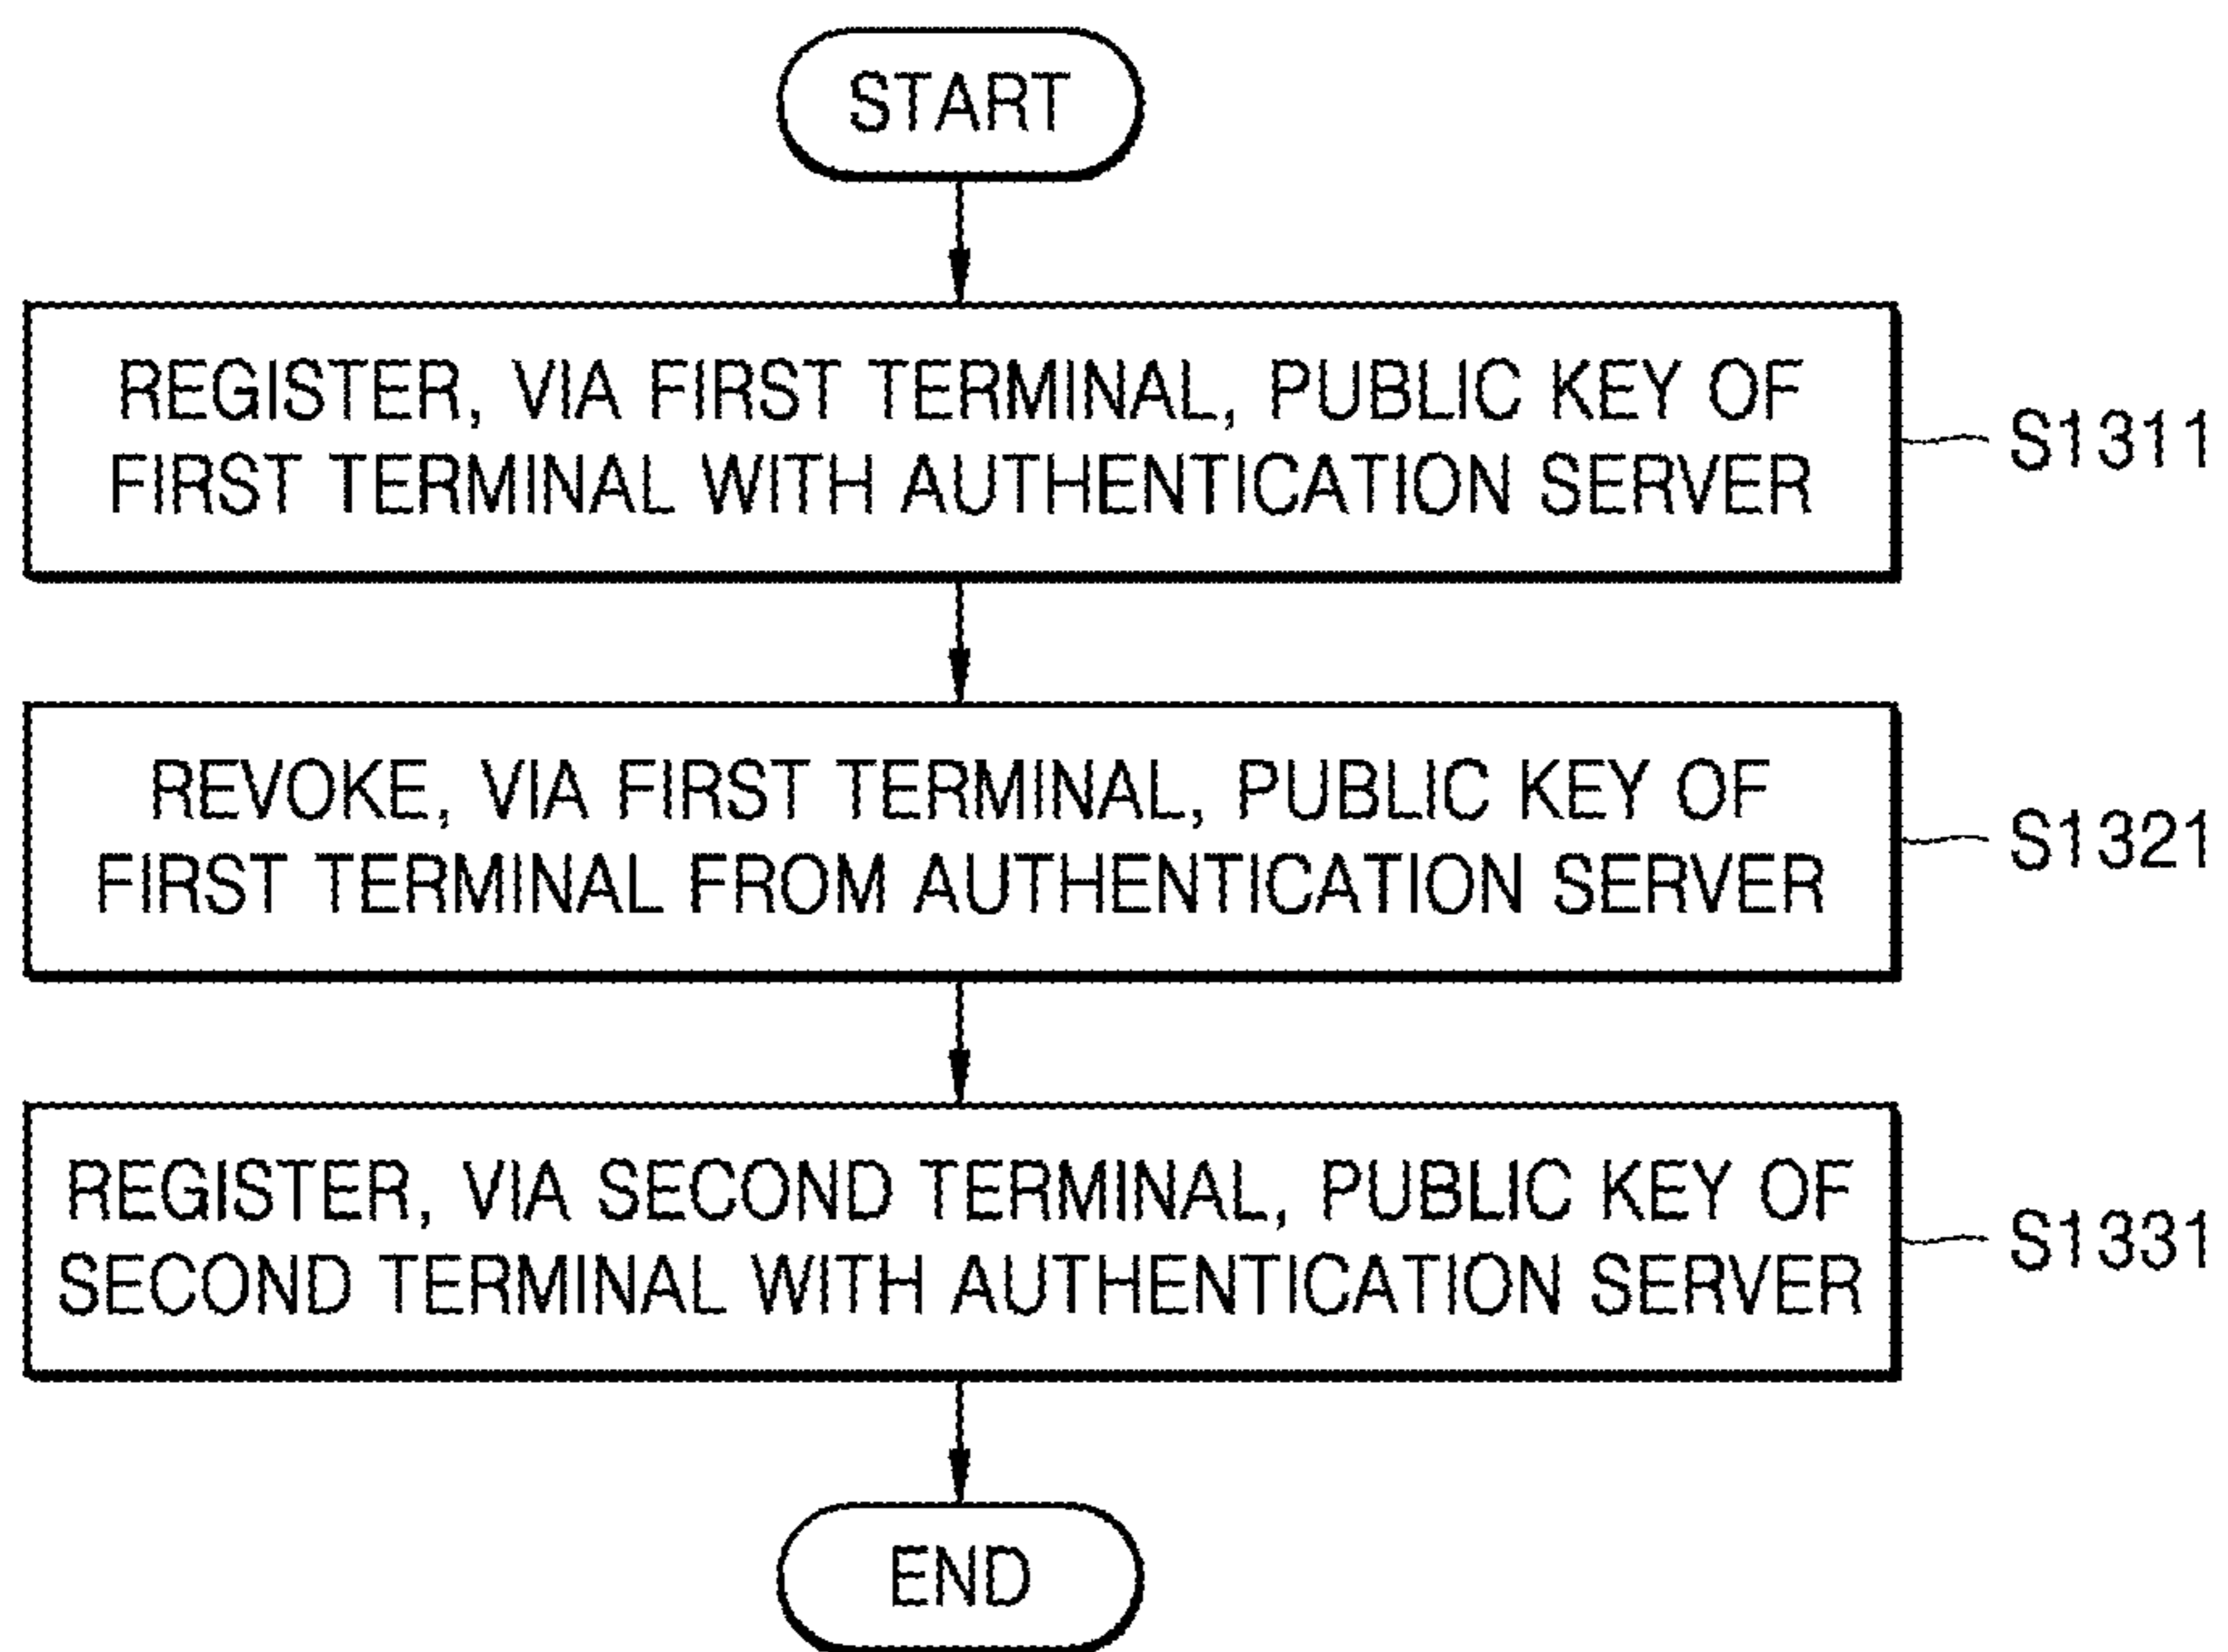 START
REGISTER, VIA FIRST TERMINAL, PUBLIC KEY OF
FIRST TERMINAL WITH AUTHENTICATION SERVER
S1311
REVOKE, VIA FIRST TERMINAL, PUBLIC KEY OF
FIRST TERMINAL FROM AUTHENTICATION SERVER
S1321
REGISTER, VIA SECOND TERMINAL, PUBLIC KEY OF
SECOND TERMINAL WITH AUTHENTICATION SERVER
S1331
END